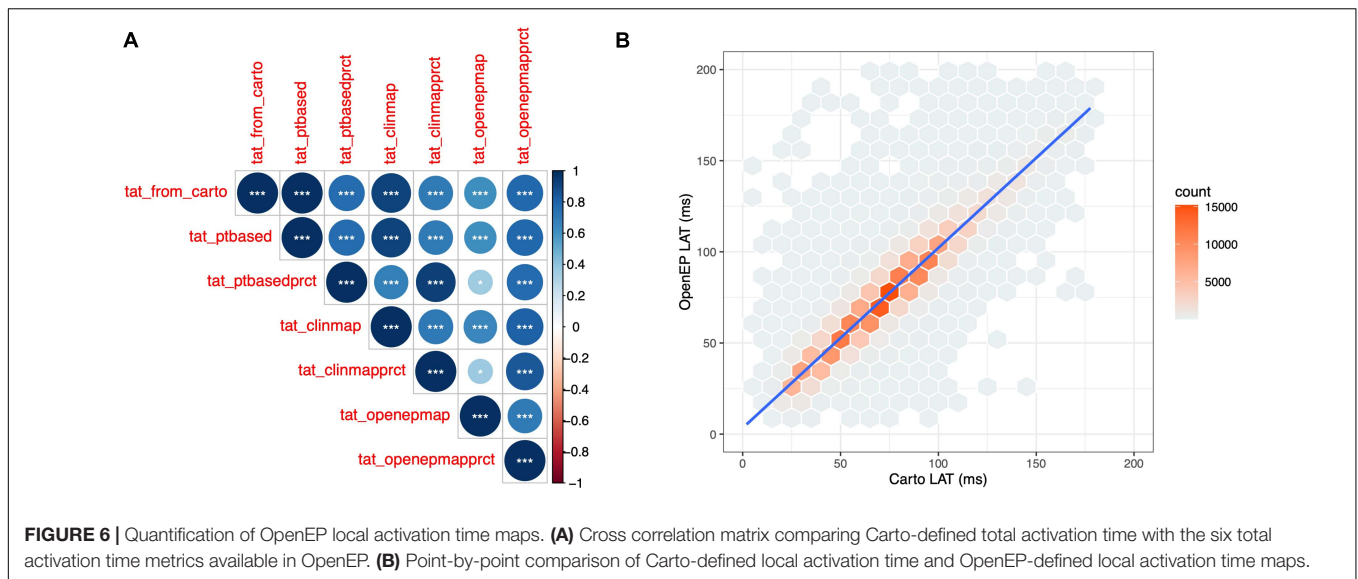 A
tat_from_carto
tat_ptbased
tat_ptbasedprct
tat_clinmap
tat_clinmapprct
tat_openepmap
tat_openepmapprct
tat_from_carto *** *** *** *** *** *** ***
tat_ptbased *** *** *** *** *** ***
tat_ptbasedprct *** *** *** * ***
tat_clinmap *** *** *** ***
tat_clinmapprct *** * ***
tat_openepmap *** ***
tat_openepmapprct ***
1
0.8
0.6
0.4
0.2
0
−0.2
−0.4
−0.6
−0.8
−1
B
OpenEP LAT (ms)
200
150
100
50
0
0 50 100 150 200
Carto LAT (ms)
count
15000
10000
5000
FIGURE 6 | Quantification of OpenEP local activation time maps. (A) Cross correlation matrix comparing Carto-defined total activation time with the six total
activation time metrics available in OpenEP. (B) Point-by-point comparison of Carto-defined local activation time and OpenEP-defined local activation time maps.